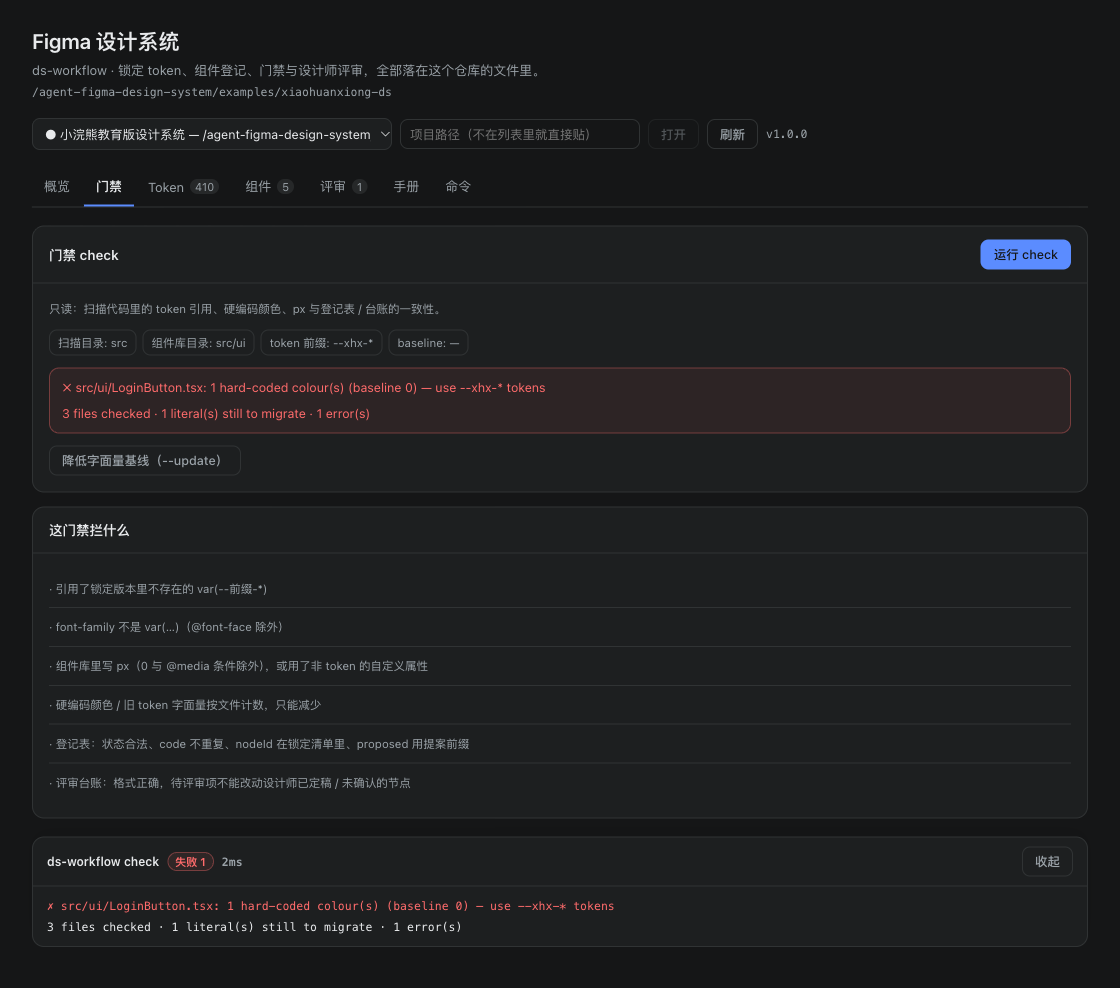 Figma 设计系统
ds-workflow · 锁定 token、组件登记、门禁与设计师评审，全部落在这个仓库的文件里。
/agent-figma-design-system/examples/xiaohuanxiong-ds
● 小浣熊教育版设计系统 — /agent-figma-design-system 项目路径（不在列表里就直接贴） 打开 刷新 v1.0.0
概览 门禁 Token 410 组件 5 评审 1 手册 命令
门禁 check 运行 check
只读：扫描代码里的 token 引用、硬编码颜色、px 与登记表 / 台账的一致性。
扫描目录: src 组件库目录: src/ui token 前缀: --xhx-* baseline: —
✕ src/ui/LoginButton.tsx: 1 hard-coded colour(s) (baseline 0) — use --xhx-* tokens
3 files checked · 1 literal(s) still to migrate · 1 error(s)
降低字面量基线（--update）
这门禁拦什么
· 引用了锁定版本里不存在的 var(--前缀-*)
· font-family 不是 var(…)（@font-face 除外）
· 组件库里写 px（0 与 @media 条件除外），或用了非 token 的自定义属性
· 硬编码颜色 / 旧 token 字面量按文件计数，只能减少
· 登记表：状态合法、code 不重复、nodeId 在锁定清单里、proposed 用提案前缀
· 评审台账：格式正确，待评审项不能改动设计师已定稿 / 未确认的节点
ds-workflow check 失败 1 2ms 收起
✗ src/ui/LoginButton.tsx: 1 hard-coded colour(s) (baseline 0) — use --xhx-* tokens
3 files checked · 1 literal(s) still to migrate · 1 error(s)